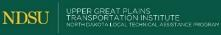 NDSU
UPPER GREAT PLAINS
TRANSPORTATION INSTITUTE
NORTH DAKOTA LOCAL TECHNICAL ASSISTANCE PROGRAM